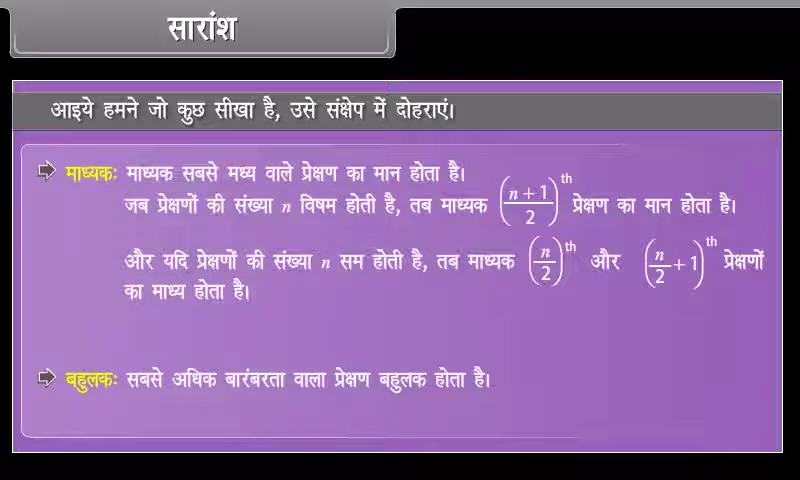 सारांश
आइये हमने जो कुछ सीखा है, उसे संक्षेप में दोहराएं।
माध्यकः माध्यक सबसे मध्य वाले प्रेक्षण का मान होता है।
जब प्रेक्षणों की संख्या n विषम होती है, तब माध्यक ((n + 1)/2)^th प्रेक्षण का मान होता है।
और यदि प्रेक्षणों की संख्या n सम होती है, तब माध्यक (n/2)^th और (n/2 + 1)^th प्रेक्षणों
का माध्य होता है।
बहुलकः सबसे अधिक बारंबरता वाला प्रेक्षण बहुलक होता है।